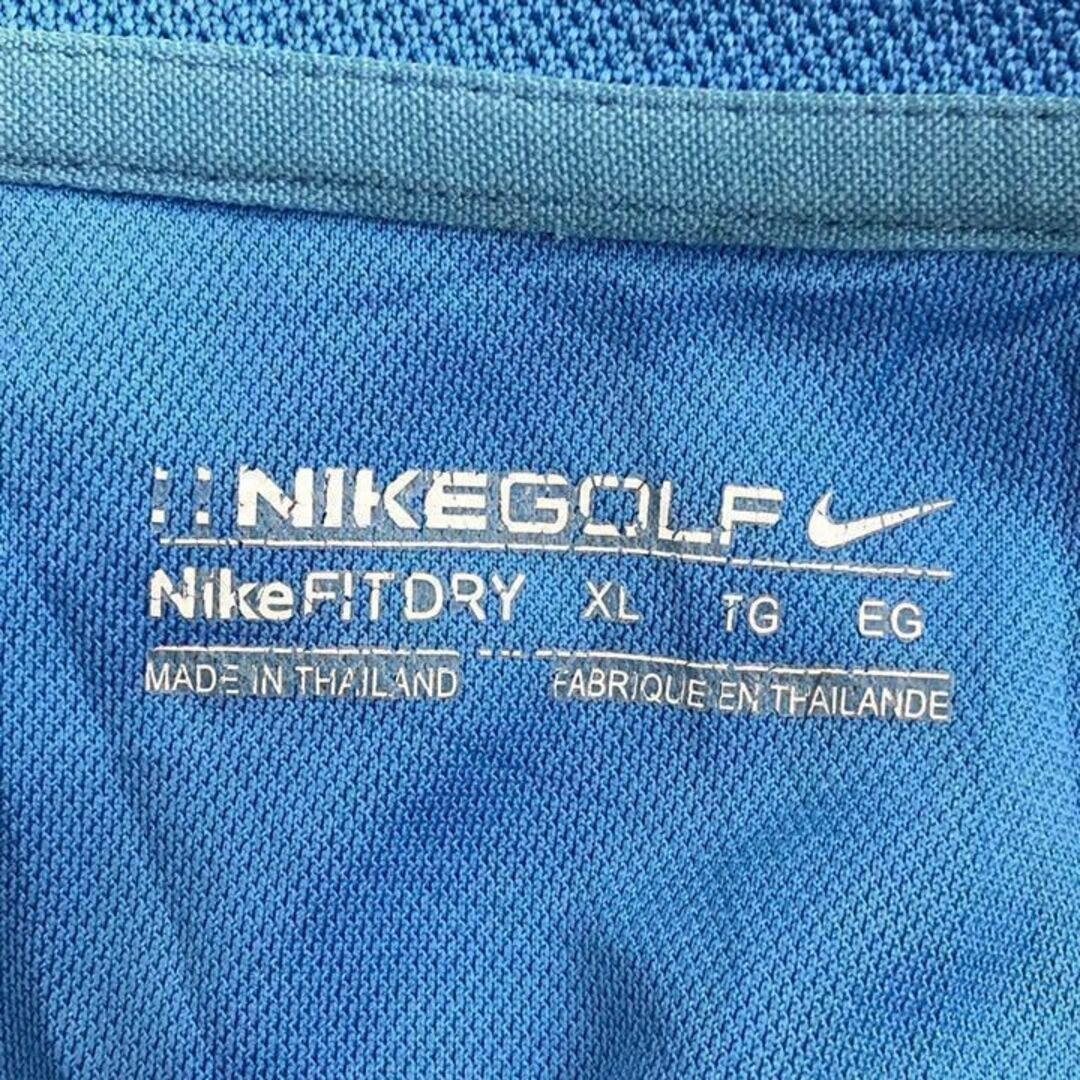 NIKEGOLF
NikeFITDRY XL TG EG
MADE IN THAILAND FABRIQUE EN THAILANDE